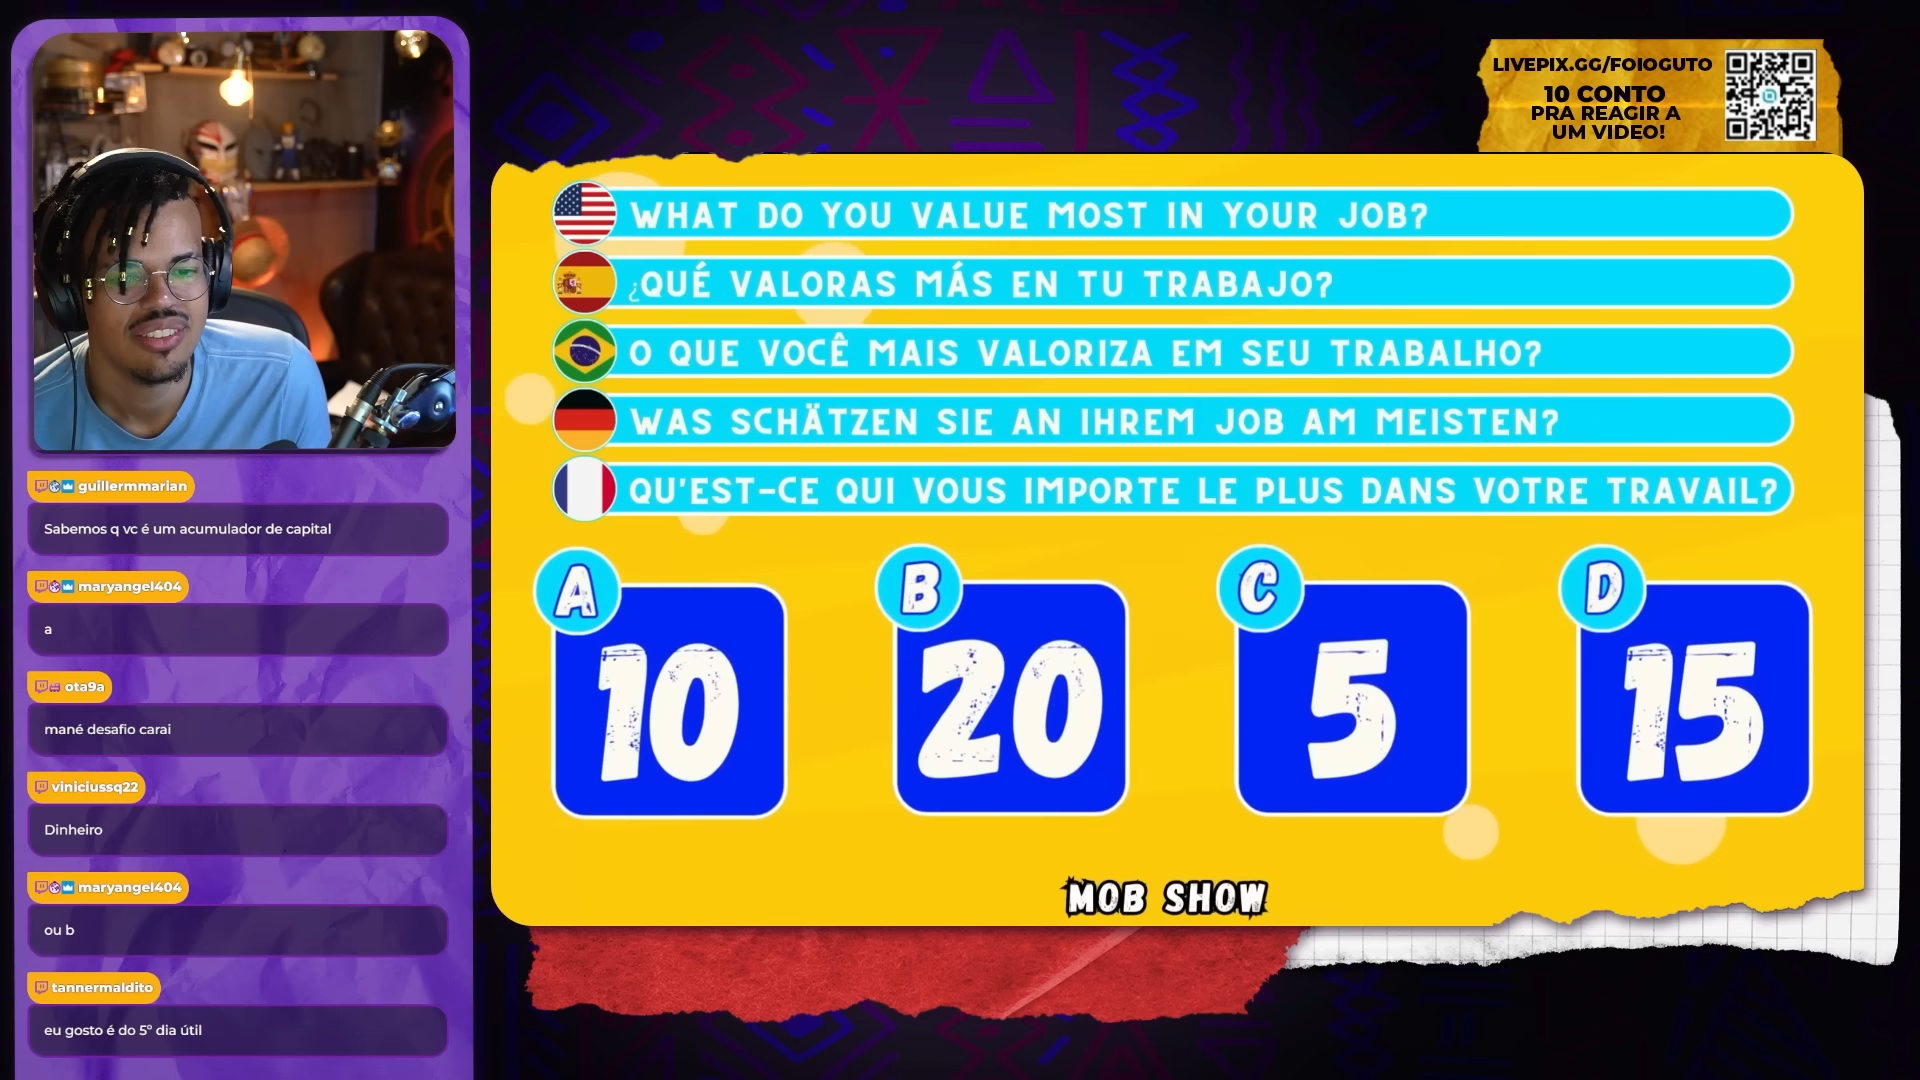 LIVEPIX.GG/FOIOGUTO
10 CONTO
PRA REAGIR A
UM VIDEO!
WHAT DO YOU VALUE MOST IN YOUR JOB?
¿QUÉ VALORAS MÁS EN TU TRABAJO?
O QUE VOCÊ MAIS VALORIZA EM SEU TRABALHO?
WAS SCHÄTZEN SIE AN IHREM JOB AM MEISTEN?
QU'EST-CE QUI VOUS IMPORTE LE PLUS DANS VOTRE TRAVAIL?
A
10
B
20
C
5
D
15
MOB SHOW
guillermmarian
Sabemos q vc é um acumulador de capital
maryangel404
a
ota9a
mané desafio carai
viniciussq22
Dinheiro
maryangel404
ou b
tannermaldito
eu gosto é do 5º dia útil